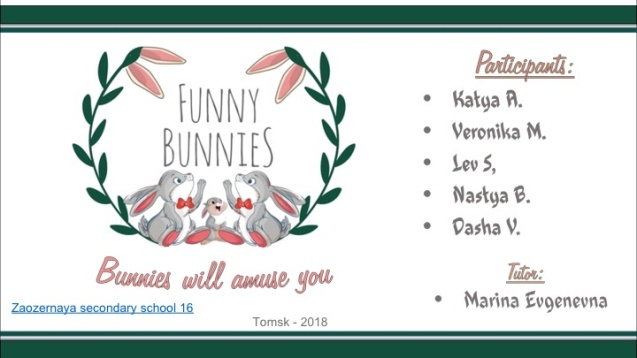 FUNNY
BUNNIES
Bunnies will amuse you
Zaozernaya secondary school 16
Participants:
• Katya A.
• Veronika M.
• Lev S,
• Nastya B.
• Dasha V.
Tutor:
• Marina Evgenevna
Tomsk - 2018